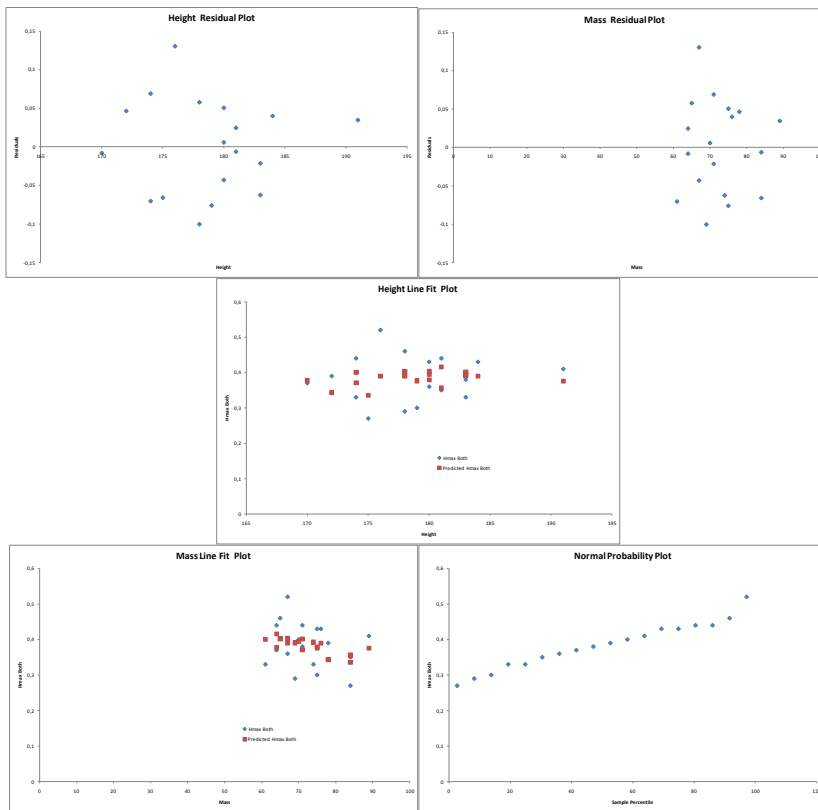 Height Residual Plot
0,15
0,1
0,05
0
-0,05
-0,1
-0,15
165 170 175 180 185 190 195
Residuals
Height
Mass Residual Plot
0,15
0,1
0,05
0
-0,05
-0,1
-0,15
0 10 20 30 40 50 60 70 80 90 100
Residuals
Mass
Height Line Fit Plot
0,6
0,5
0,4
0,3
0,2
0,1
0
165 170 175 180 185 190 195
Hmax Both
Height
Hmax Both
Predicted Hmax Both
Mass Line Fit Plot
0,6
0,5
0,4
0,3
0,2
0,1
0
0 10 20 30 40 50 60 70 80 90 100
Hmax Both
Mass
Hmax Both
Predicted Hmax Both
Normal Probability Plot
0,6
0,5
0,4
0,3
0,2
0,1
0
0 20 40 60 80 100 120
Hmax Both
Sample Percentile